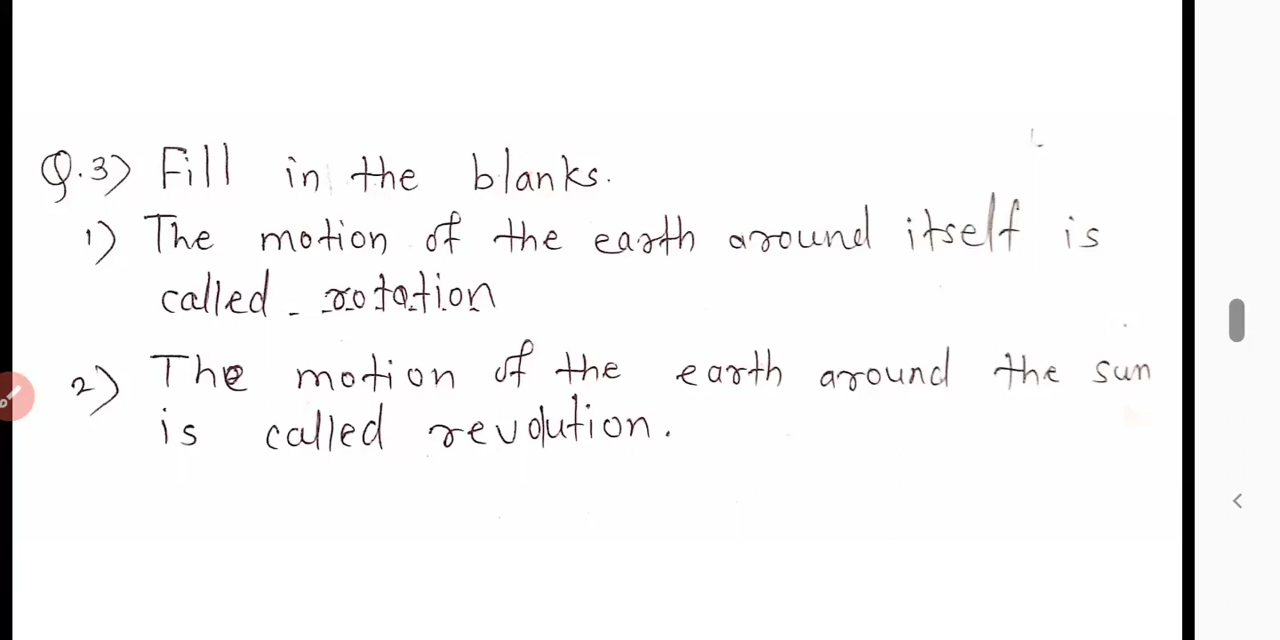 Q.3) Fill in the blanks.
1) The motion of the earth around itself is
called - rotation
2) The motion of the earth around the sun
is called revolution.